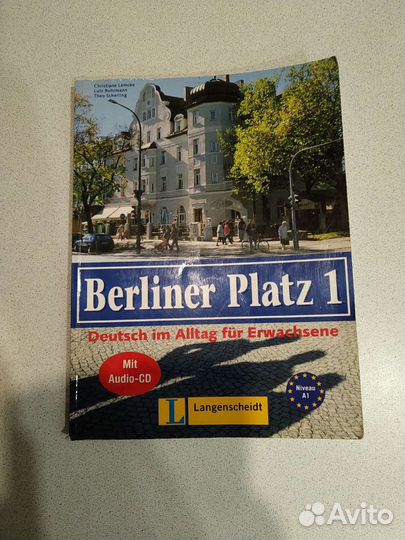 Christiane Lemcke
Lutz Rohrmann
Theo Scherling
Berliner Platz 1
Deutsch im Alltag für Erwachsene
Mit
Audio-CD
Niveau
A1
L
Langenscheidt
Avito